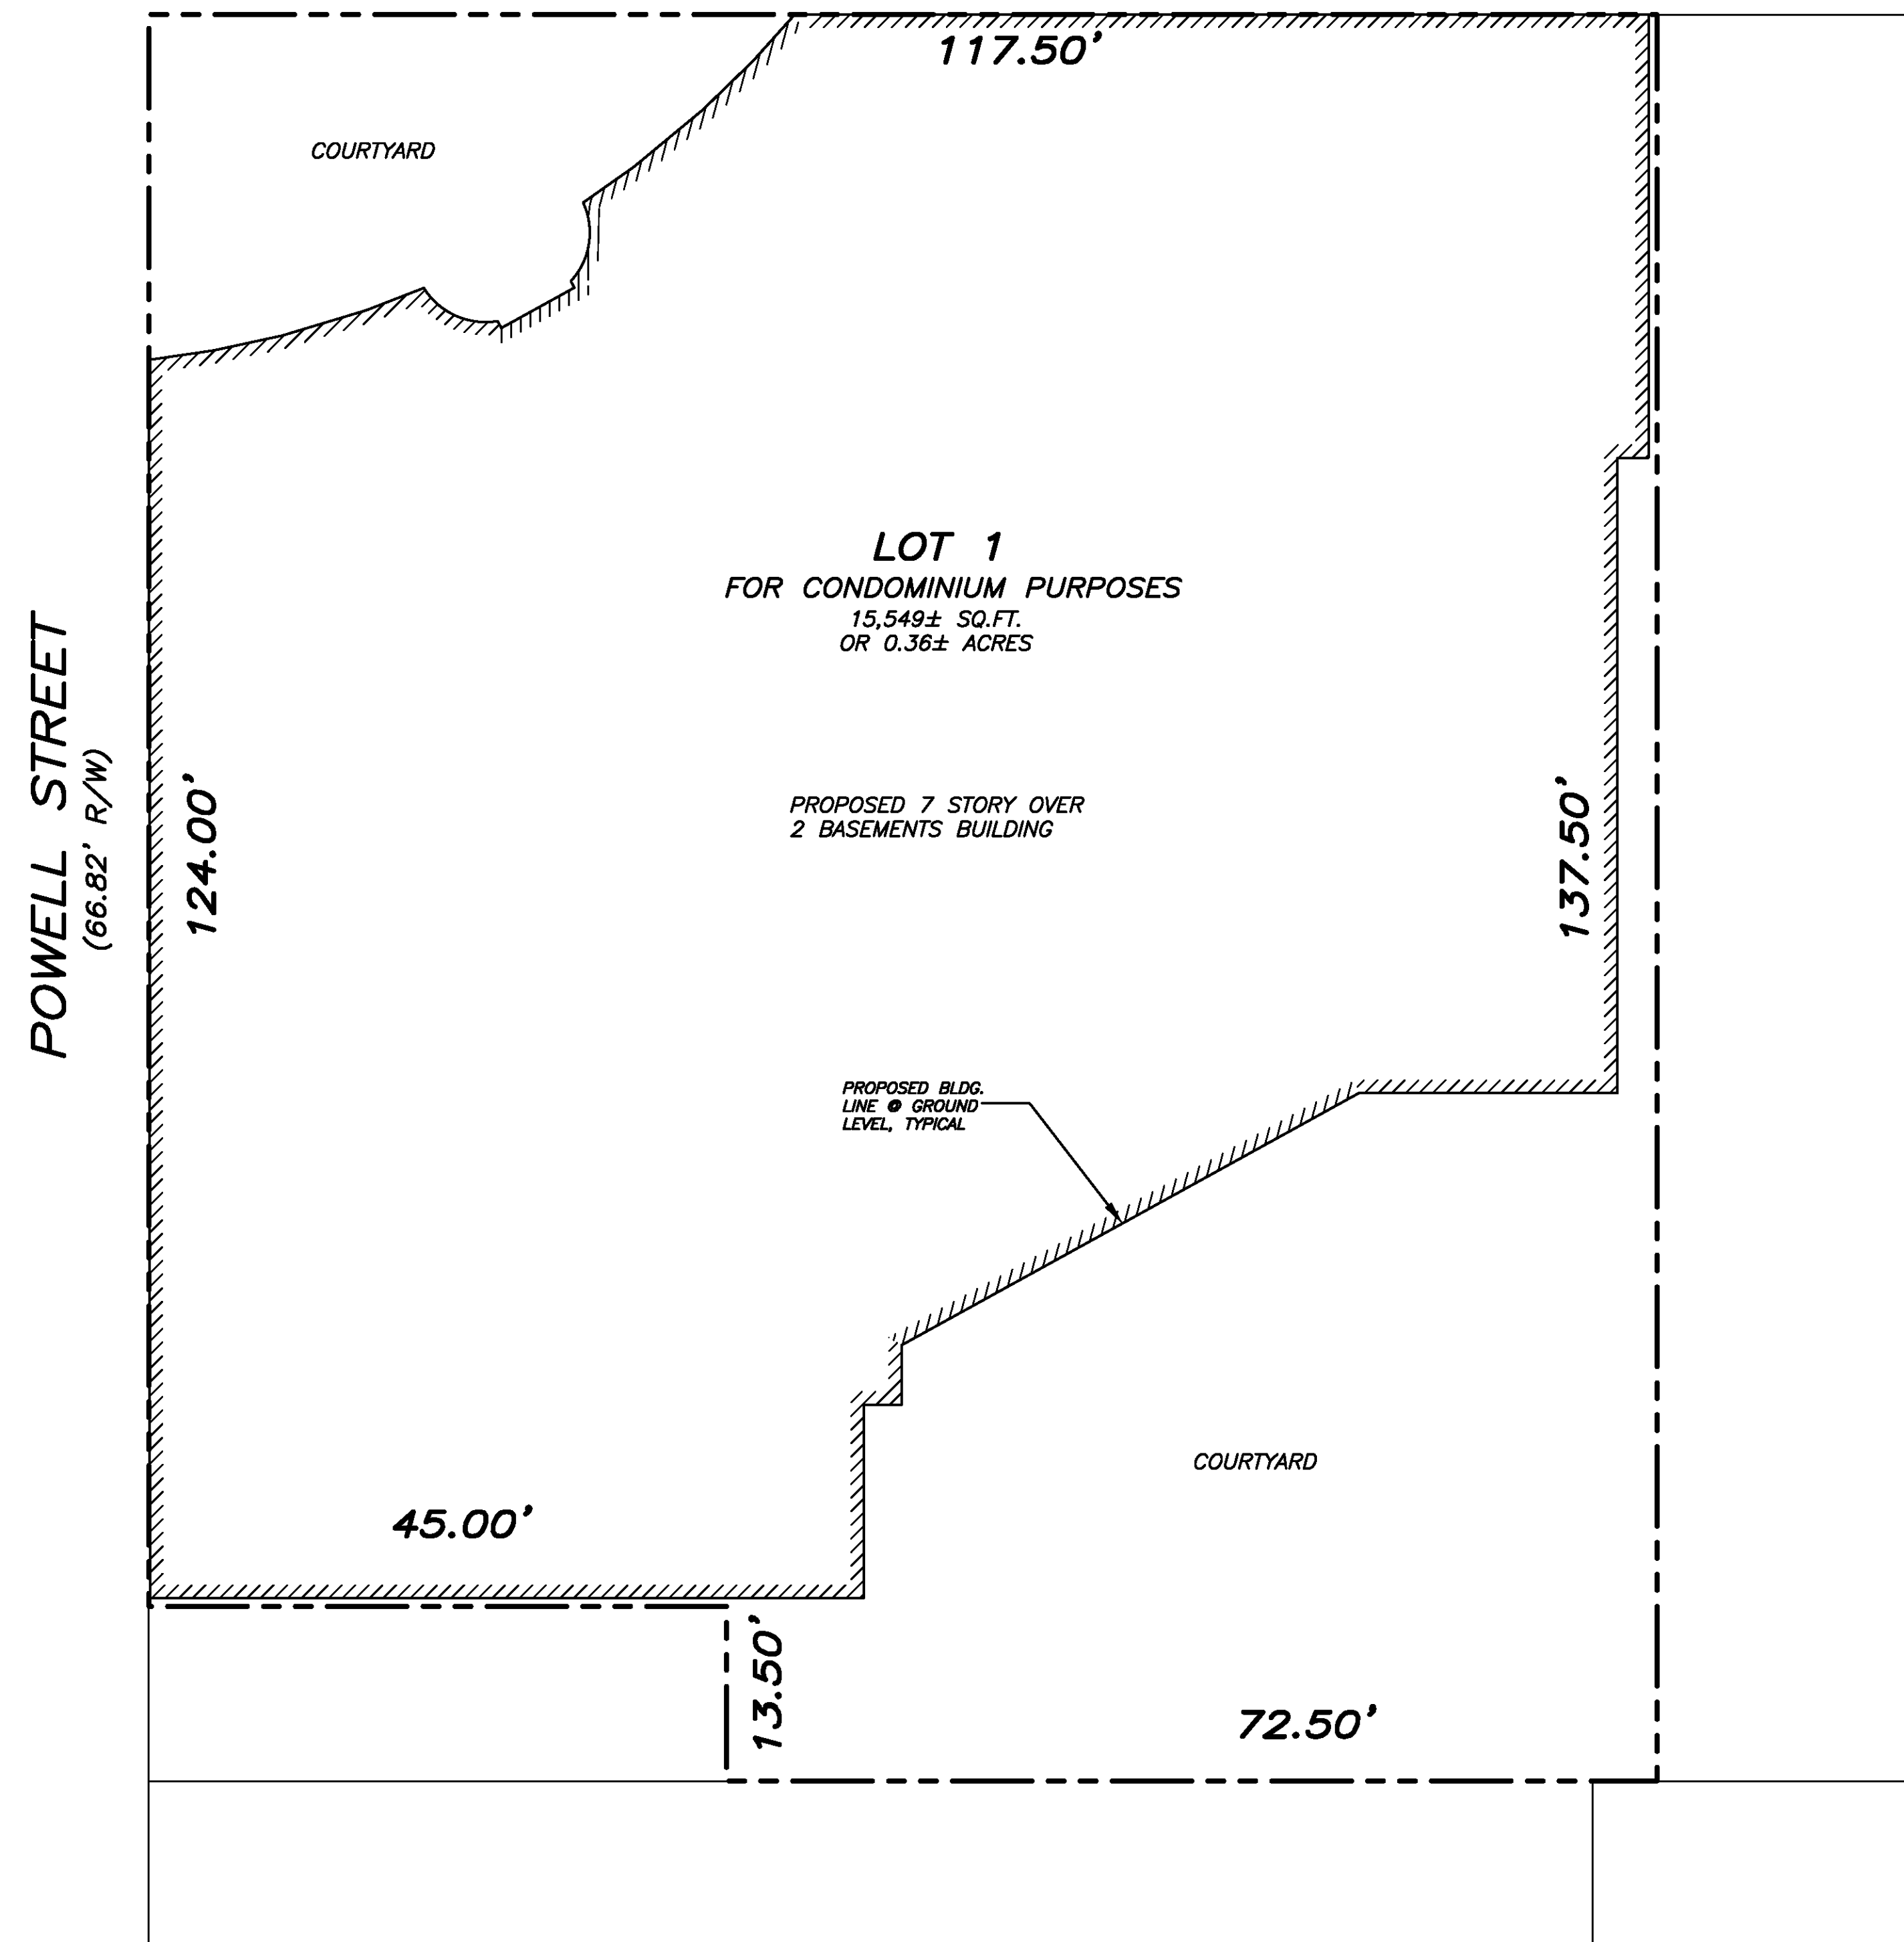 117.50'
COURTYARD
LOT 1
FOR CONDOMINIUM PURPOSES
15,549± SQ.FT.
OR 0.36± ACRES
POWELL STREET
(66.82' R/W)
124.00'
PROPOSED 7 STORY OVER
2 BASEMENTS BUILDING
137.50'
PROPOSED BLDG.
LINE @ GROUND
LEVEL, TYPICAL
COURTYARD
45.00'
13.50'
72.50'